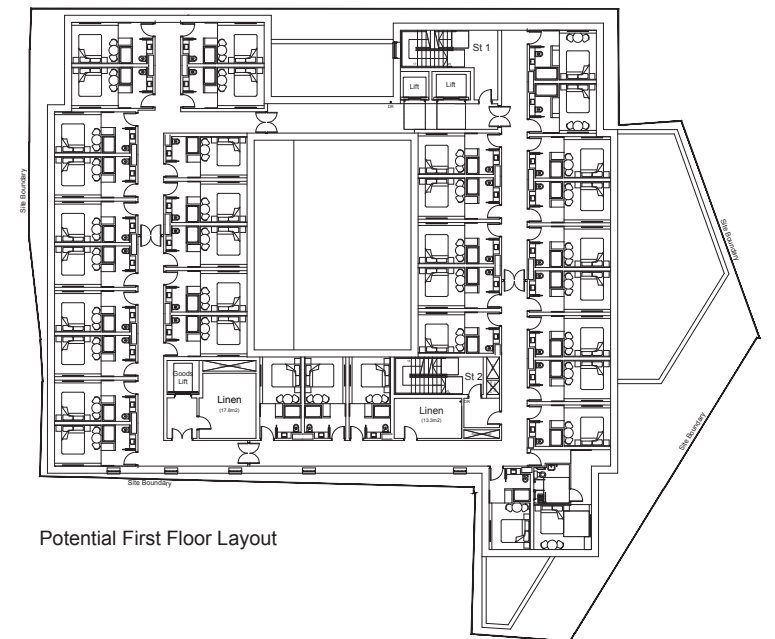 St 1
Lift
Lift
Site Boundary
Site Boundary
Goods
Lift
Linen
(17.8m2)
St 2
Linen
(13.3m2)
Site Boundary
Site Boundary
Potential First Floor Layout